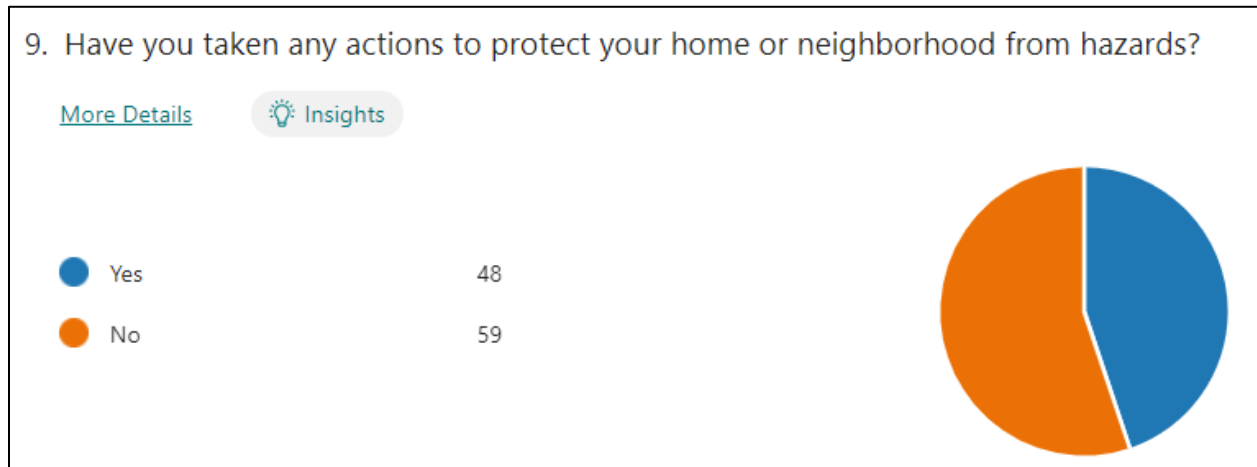 9. Have you taken any actions to protect your home or neighborhood from hazards?
More Details Insights
Yes 48
No 59